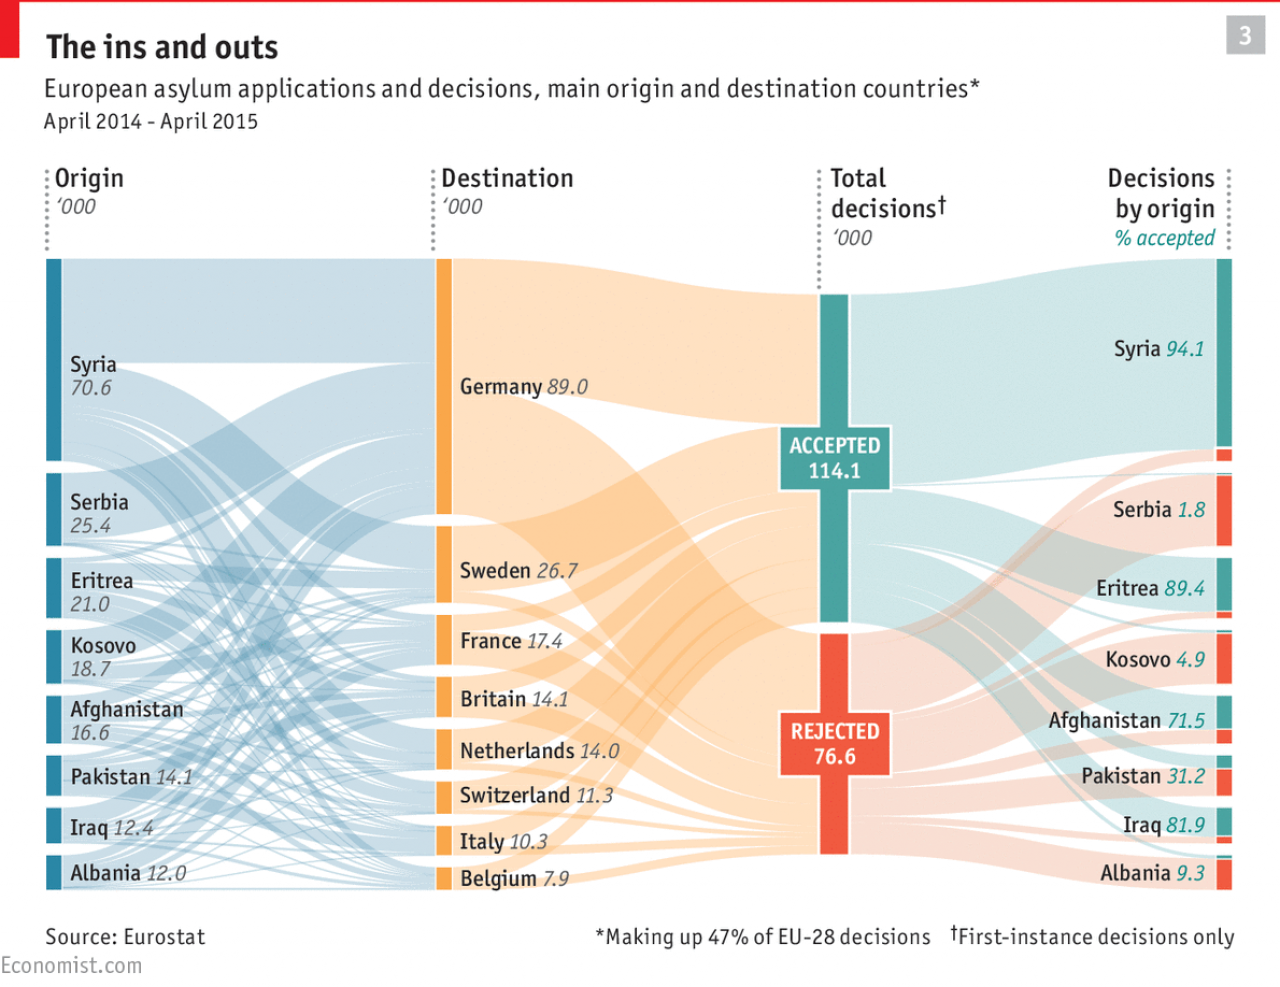 The ins and outs
3
European asylum applications and decisions, main origin and destination countries*
April 2014 - April 2015
Origin
‘000
Destination
‘000
Total
decisions†
‘000
Decisions
by origin
% accepted
Syria
70.6
Serbia
25.4
Eritrea
21.0
Kosovo
18.7
Afghanistan
16.6
Pakistan 14.1
Iraq 12.4
Albania 12.0
Germany 89.0
Sweden 26.7
France 17.4
Britain 14.1
Netherlands 14.0
Switzerland 11.3
Italy 10.3
Belgium 7.9
ACCEPTED
114.1
REJECTED
76.6
Syria 94.1
Serbia 1.8
Eritrea 89.4
Kosovo 4.9
Afghanistan 71.5
Pakistan 31.2
Iraq 81.9
Albania 9.3
Source: Eurostat
*Making up 47% of EU-28 decisions †First-instance decisions only
Economist.com